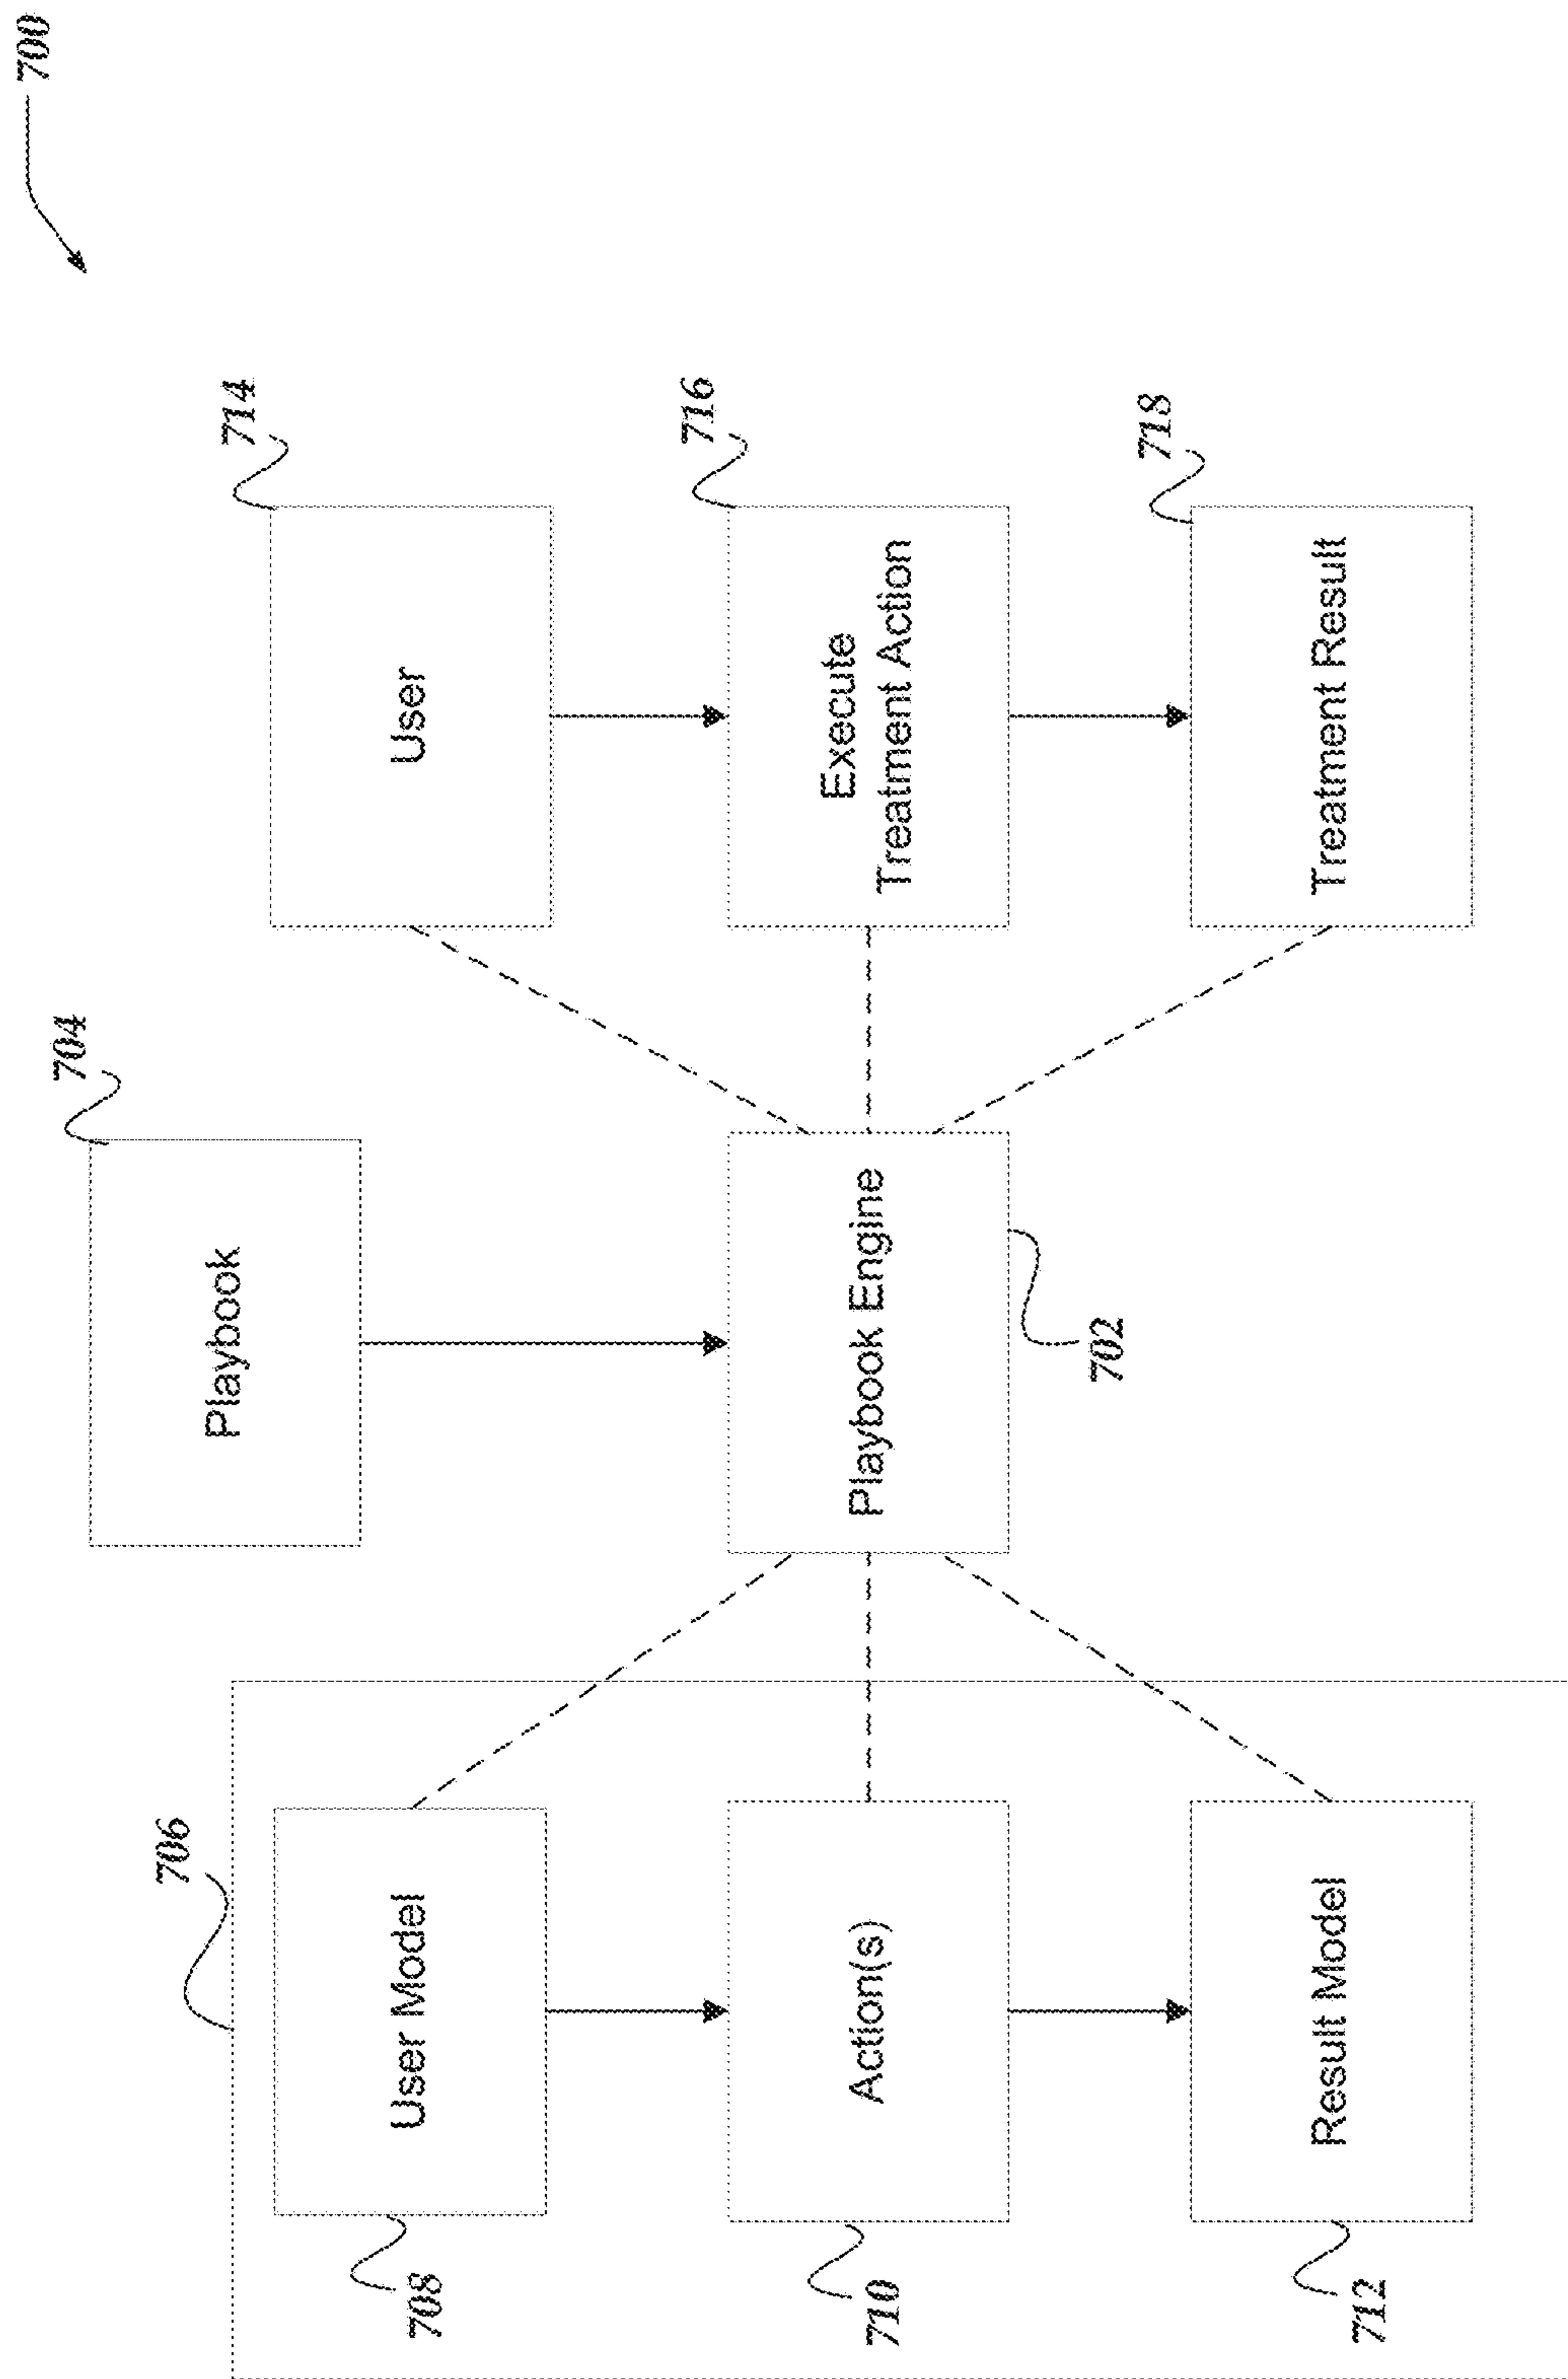 700
704
Playbook
706
714
User Model
User
708
716
Action(s)
Playbook Engine
Execute
Treatment Action
710
702
718
Result Model
Treatment Result
712